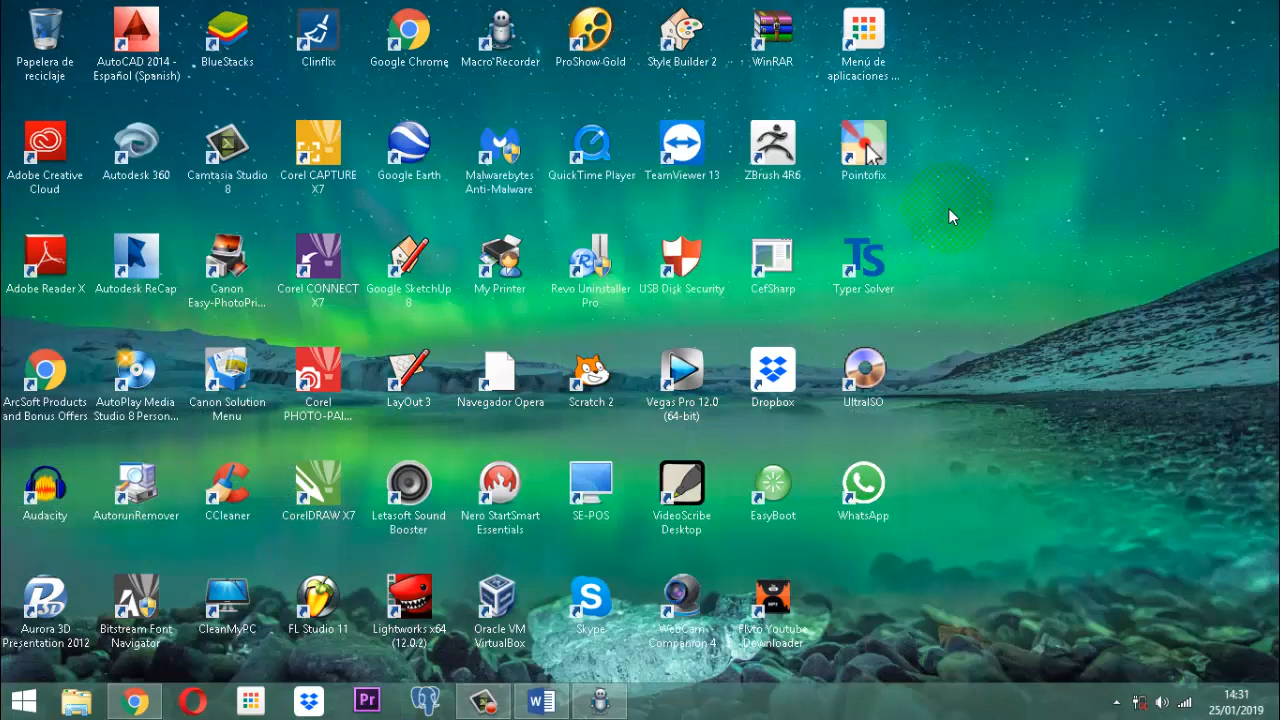 Papelera de
reciclaje
AutoCAD 2014 -
Español (Spanish)
BlueStacks
Clinflix
Google Chrome
Macro Recorder
ProShow Gold
Style Builder 2
WinRAR
Menú de
aplicaciones ...
Adobe Creative
Cloud
Autodesk 360
Camtasia Studio
8
Corel CAPTURE
X7
Google Earth
Malwarebytes
Anti-Malware
QuickTime Player
TeamViewer 13
ZBrush 4R6
Pointofix
Adobe Reader X
Autodesk ReCap
Canon
Easy-PhotoPri...
Corel CONNECT
X7
Google SketchUp
8
My Printer
Revo Uninstaller
Pro
USB Disk Security
CefSharp
TS
Typer Solver
ArcSoft Products
and Bonus Offers
AutoPlay Media
Studio 8 Person...
Canon Solution
Menu
Corel
PHOTO-PAI...
LayOut 3
Navegador Opera
Scratch 2
Vegas Pro 12.0
(64-bit)
Dropbox
UltraISO
Audacity
AutorunRemover
CCleaner
CorelDRAW X7
Letasoft Sound
Booster
Nero StartSmart
Essentials
SE-POS
VideoScribe
Desktop
EasyBoot
WhatsApp
Aurora 3D
Presentation 2012
Bitstream Font
Navigator
CleanMyPC
FL Studio 11
Lightworks x64
(12.0.2)
Oracle VM
VirtualBox
Skype
WebCam
Companion 4
Flvto Youtube
Downloader
Pr
14:31
25/01/2019